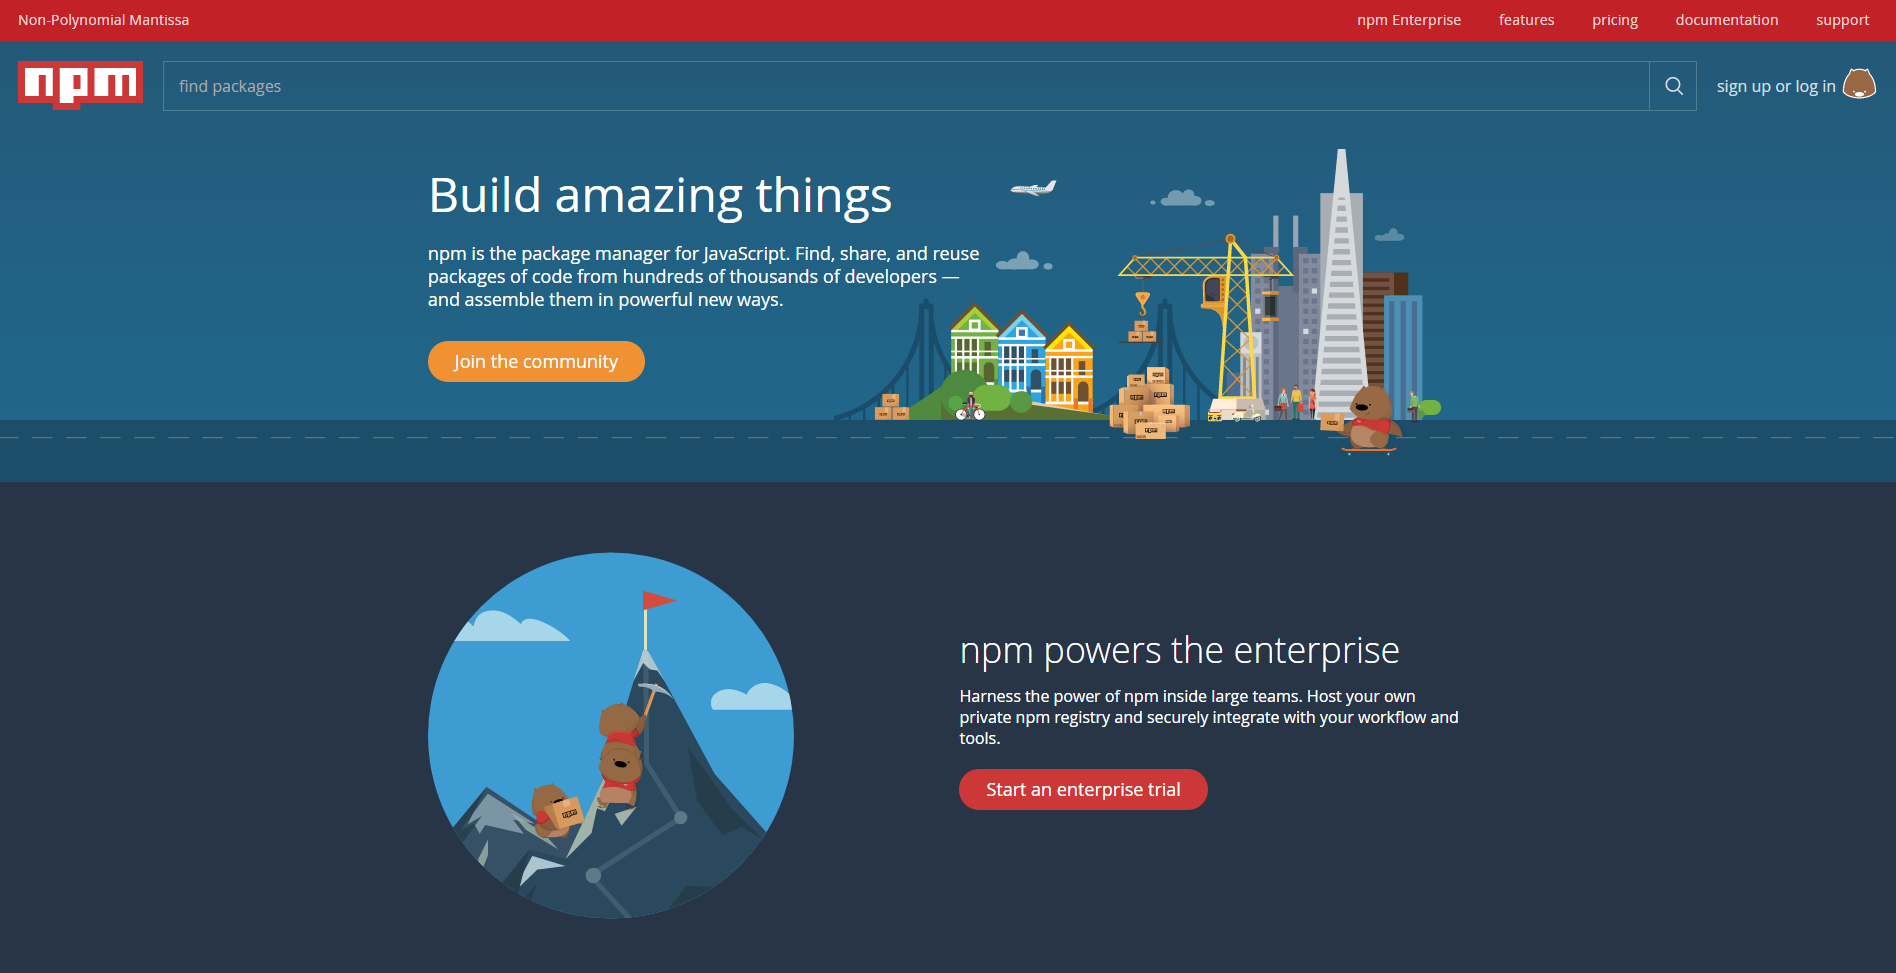 Non-Polynomial Mantissa
npm Enterprise
features
pricing
documentation
support
npm
find packages
sign up or log in
Build amazing things
npm is the package manager for JavaScript. Find, share, and reuse
packages of code from hundreds of thousands of developers —
and assemble them in powerful new ways.
Join the community
npm
npm powers the enterprise
Harness the power of npm inside large teams. Host your own
private npm registry and securely integrate with your workflow and
tools.
Start an enterprise trial